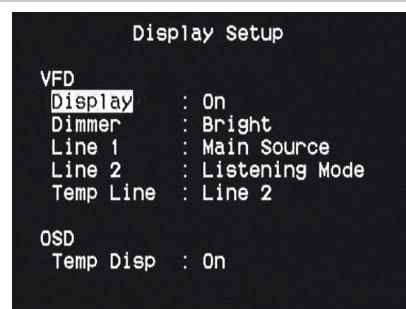 Display Setup
VFD
Display : On
Dimmer : Bright
Line 1 : Main Source
Line 2 : Listening Mode
Temp Line : Line 2
OSD
Temp Disp : On